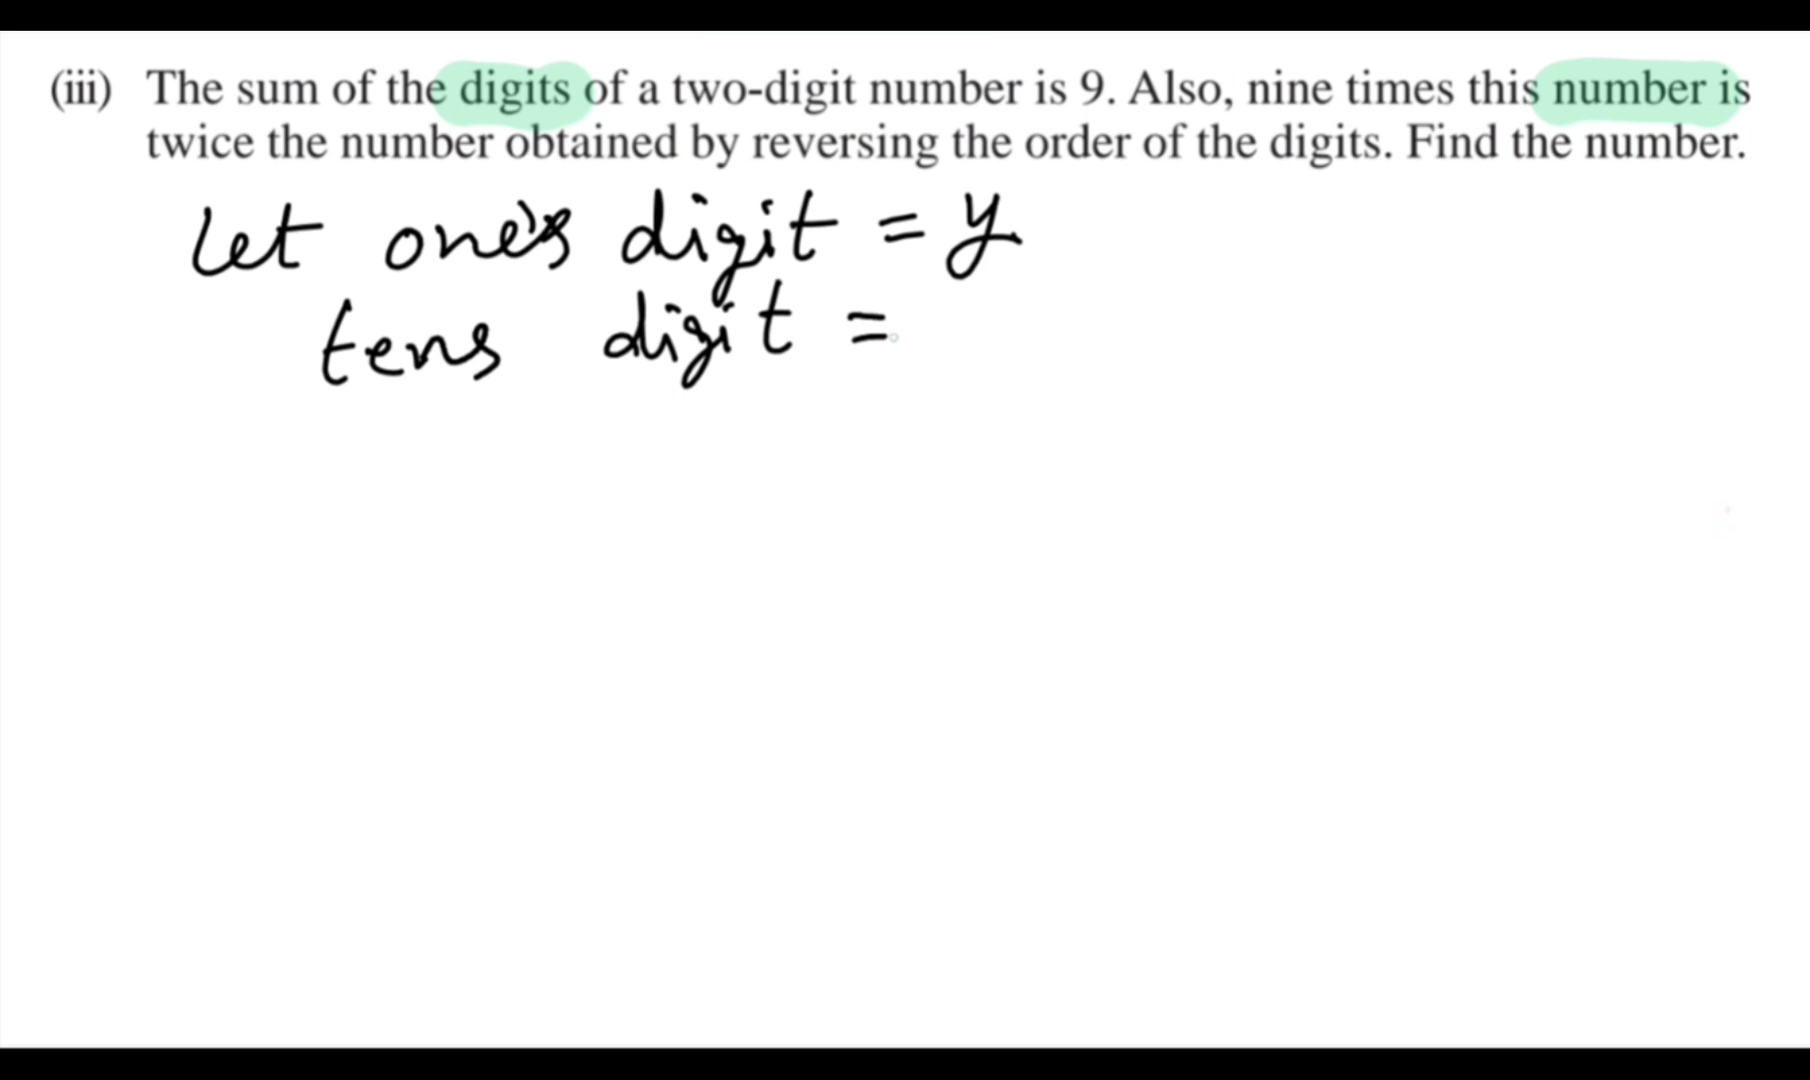 (iii) The sum of the digits of a two-digit number is 9. Also, nine times this number is
twice the number obtained by reversing the order of the digits. Find the number.
Let one's digit = y
tens digit =